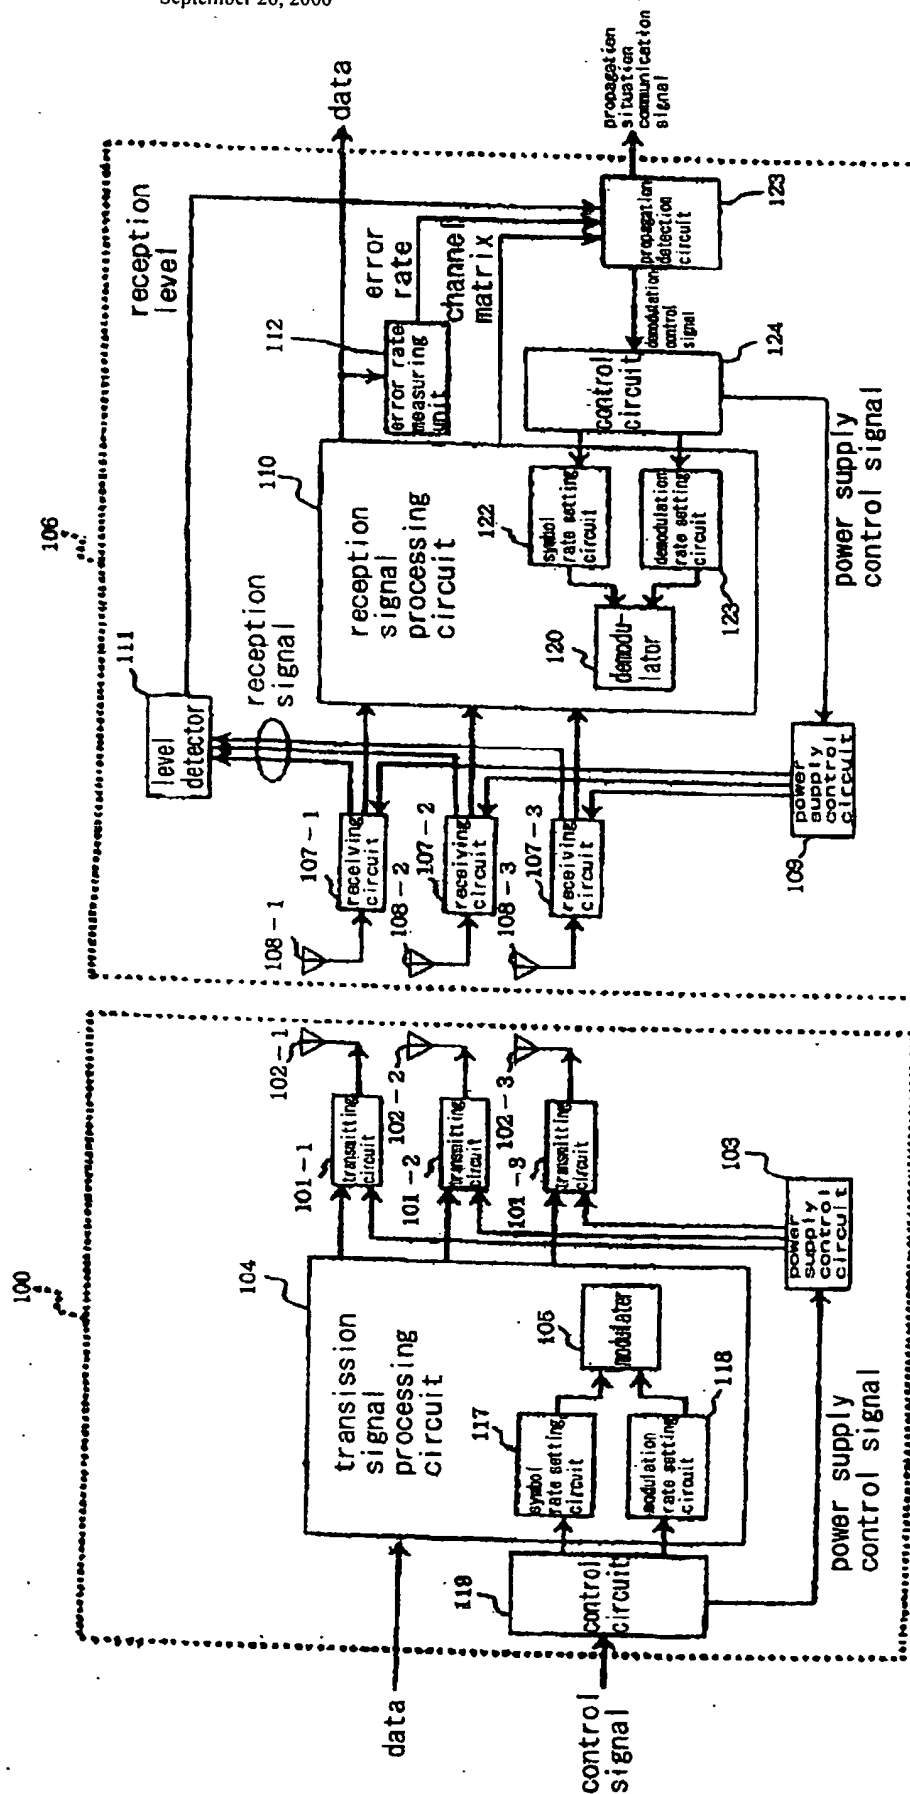 100
104
transission
signal
processing
circuit
data
119
control
circuit
control
signal
117
symbol
rate setting
circuit
modulation
rate setting
circuit
118
105
modulater
101-1
transmitting
circuit
102-1
101-2
transmitting
circuit
102-2
101-3
transmitting
circuit
102-3
103
power
supply
control
circuit
power supply
control signal
106
111
level
detector
reception
level
reception
signal
108-1
107-1
receiving
circuit
108-2
107-2
receiving
circuit
108-3
107-3
receiving
circuit
109
power
supply
control
circuit
110
reception
signal
processing
circuit
120
demodu-
lator
122
symbol
rate setting
circuit
demodulation
rate setting
circuit
123
112
error rate
measuring
unit
error
rate
channel
matrix
data
propagation
detection
circuit
123
propagation
situation
communication
signal
demodulation
control
signal
control
circuit
124
power supply
control signal